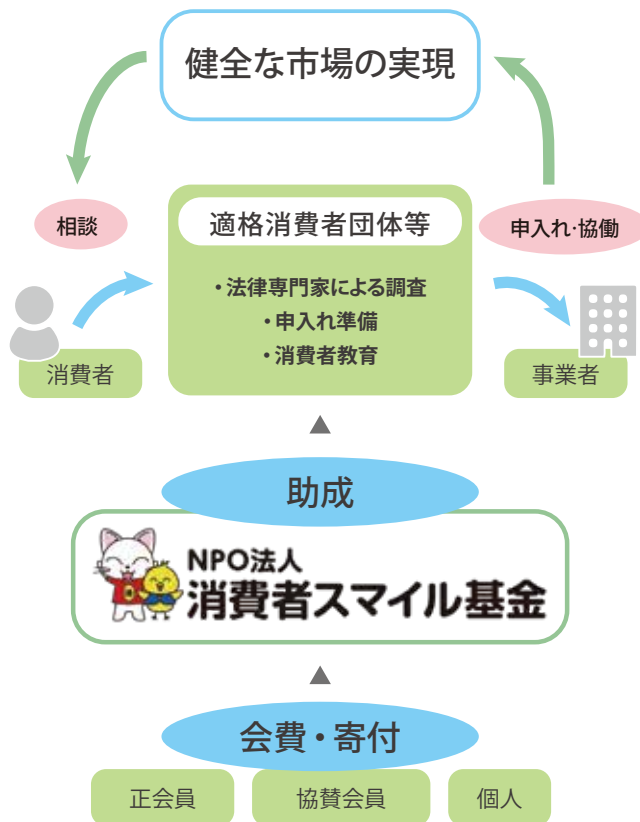 健全な市場の実現
相談
適格消費者団体等
申入れ・協働
・法律専門家による調査
・申入れ準備
・消費者教育
消費者
事業者
助成
NPO法人
消費者スマイル基金
会費・寄付
正会員
協賛会員
個人